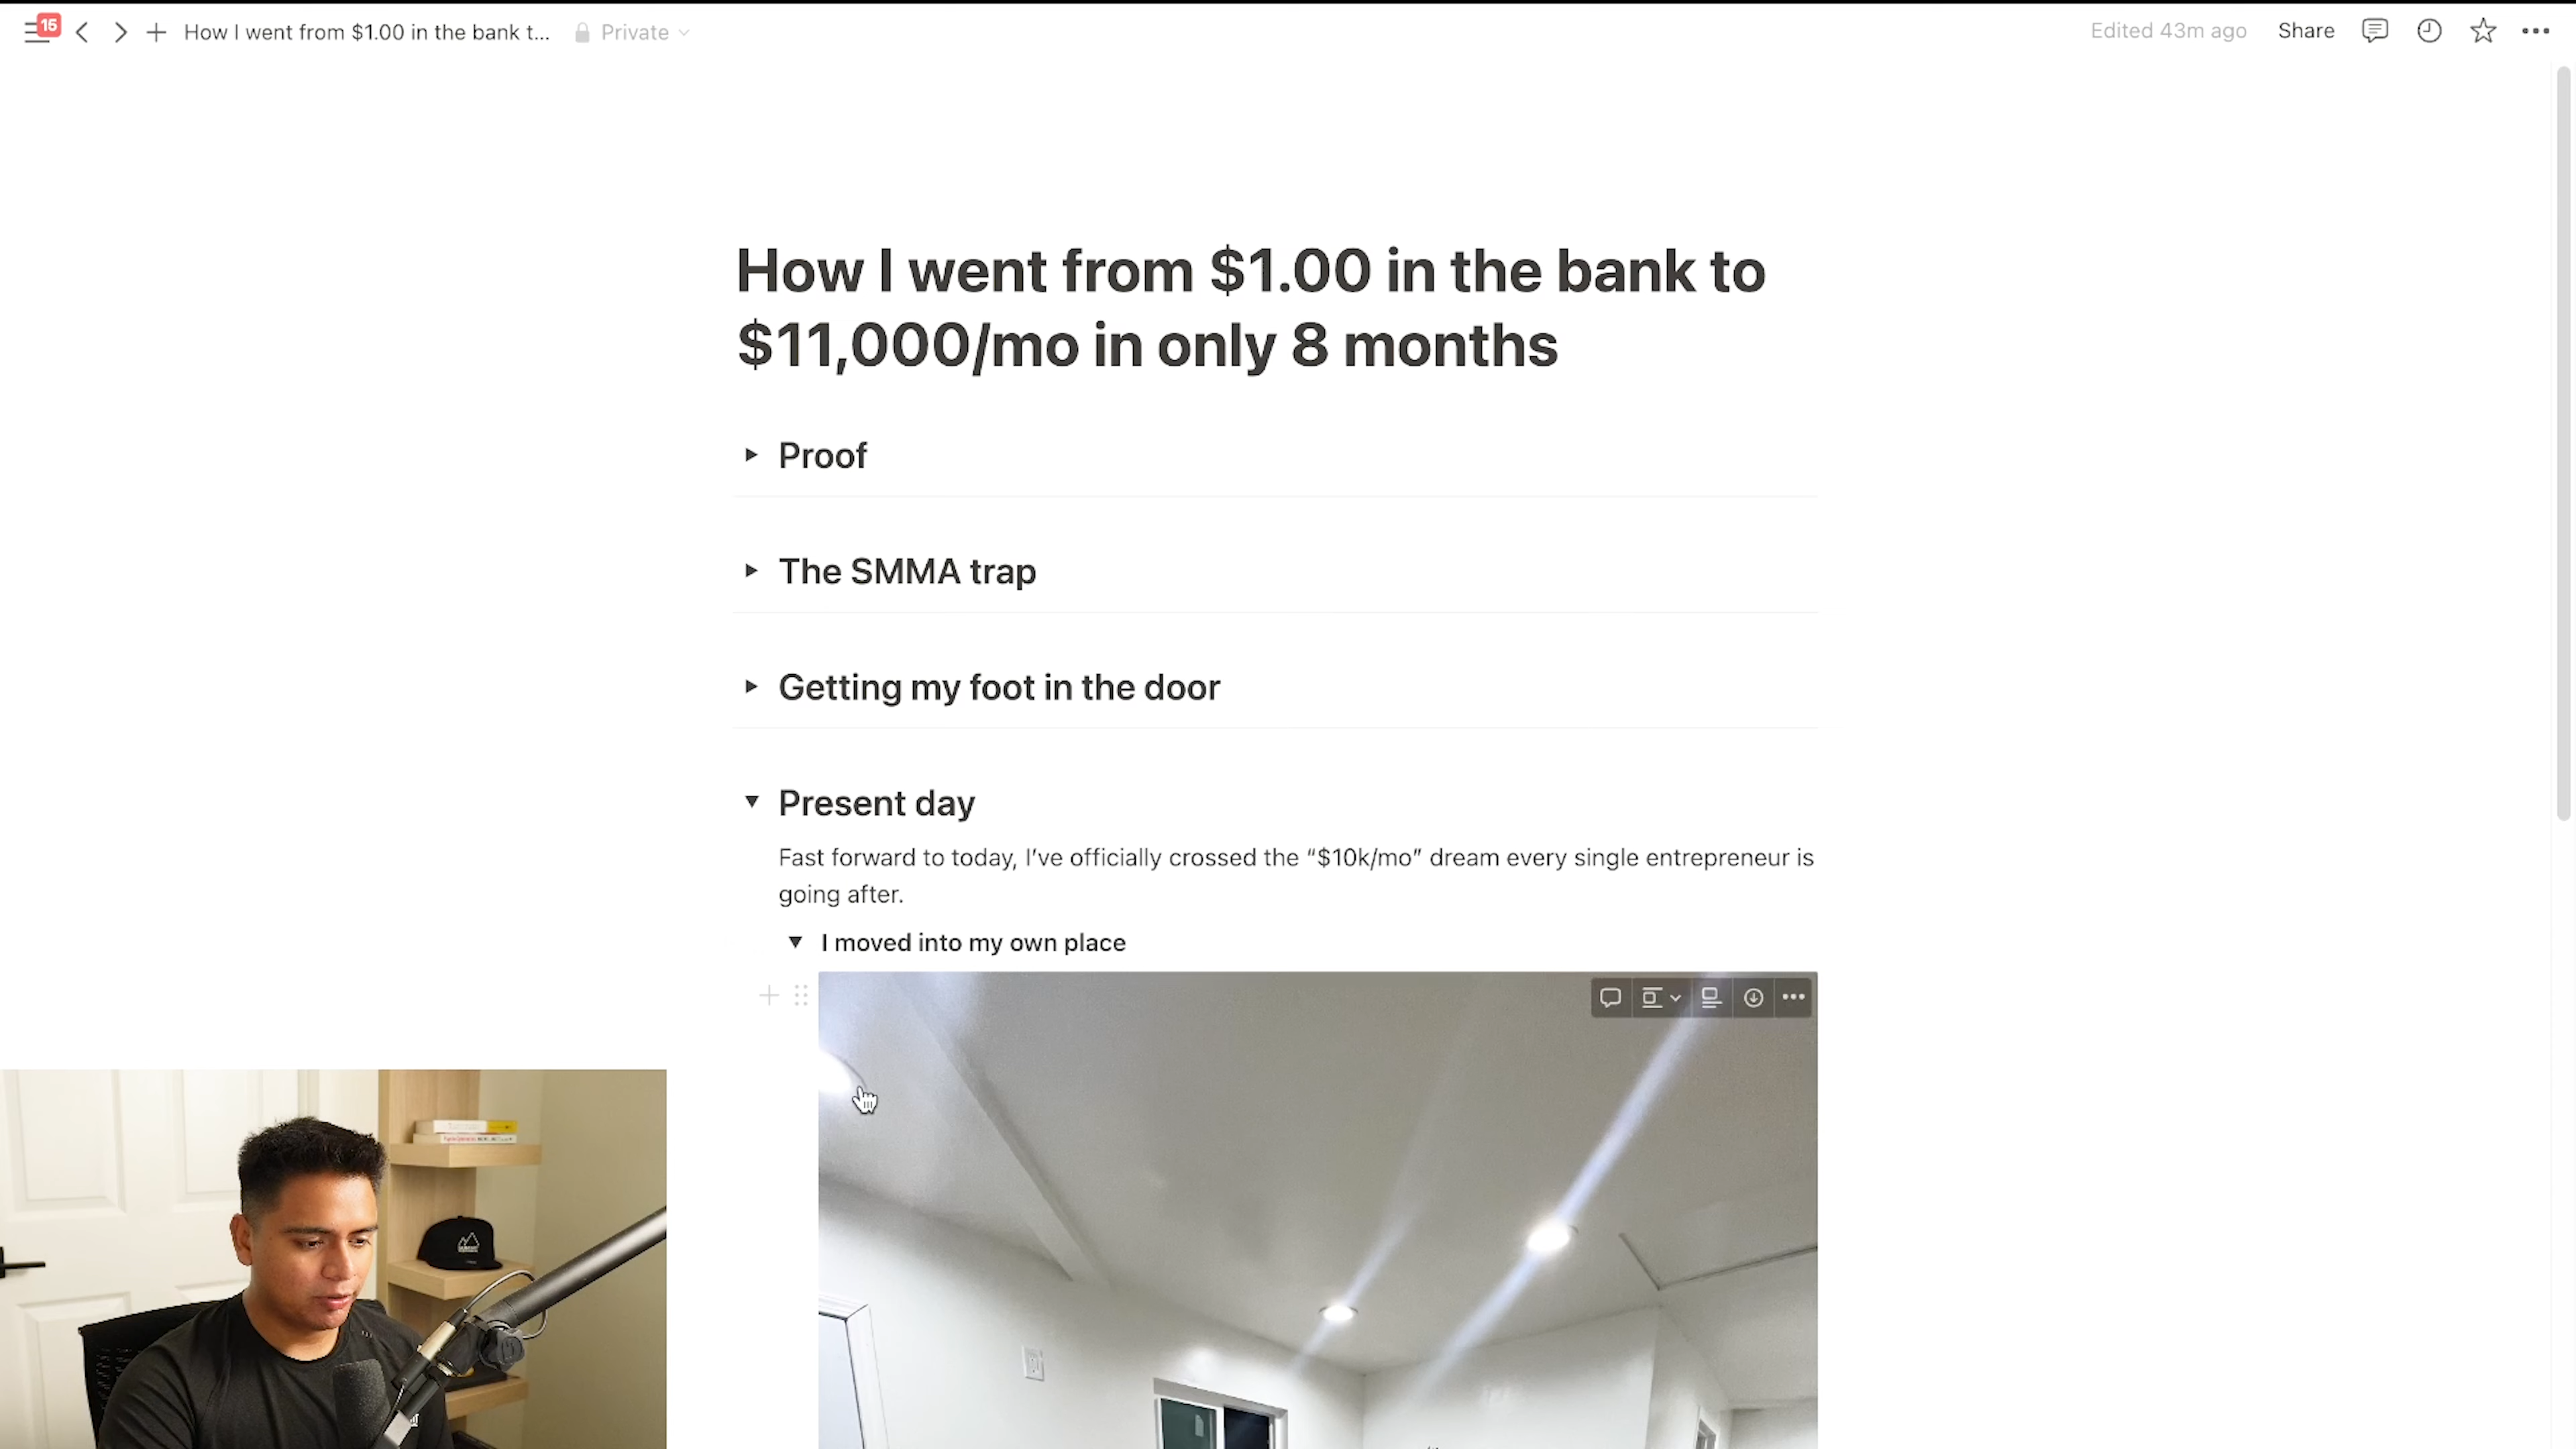 15
How I went from $1.00 in the bank t...
Private
Edited 43m ago
Share
How I went from $1.00 in the bank to
$11,000/mo in only 8 months
Proof
The SMMA trap
Getting my foot in the door
Present day
Fast forward to today, I’ve officially crossed the “$10k/mo” dream every single entrepreneur is
going after.
I moved into my own place